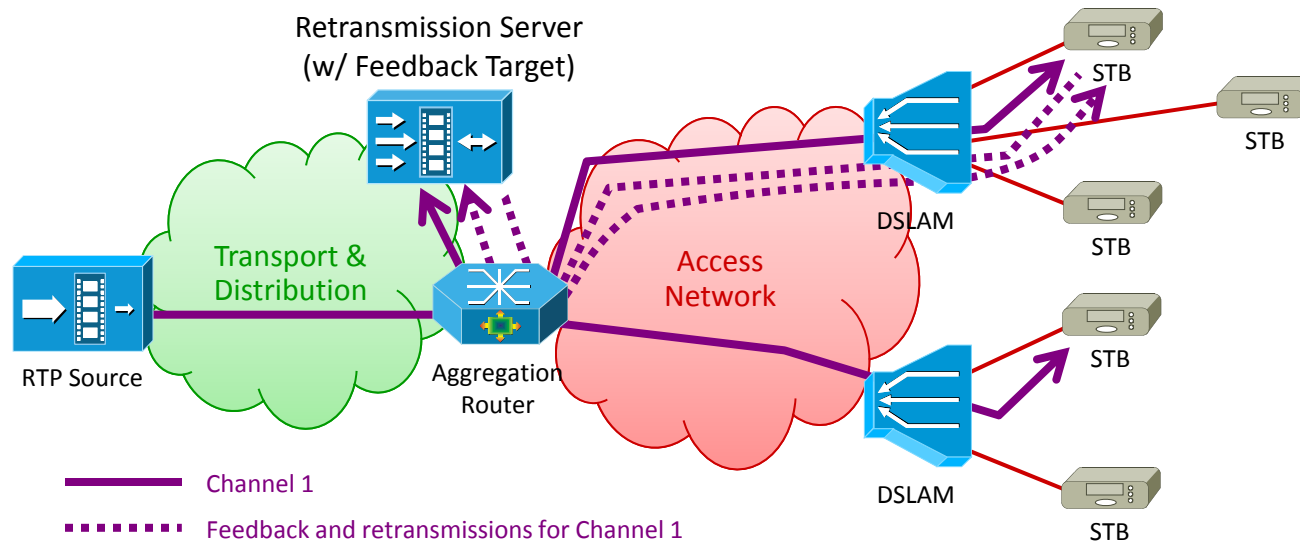 Retransmission Server
(w/ Feedback Target)
STB
STB
DSLAM
STB
Transport &
Distribution
Access
Network
RTP Source
Aggregation
Router
STB
DSLAM
STB
Channel 1
Feedback and retransmissions for Channel 1